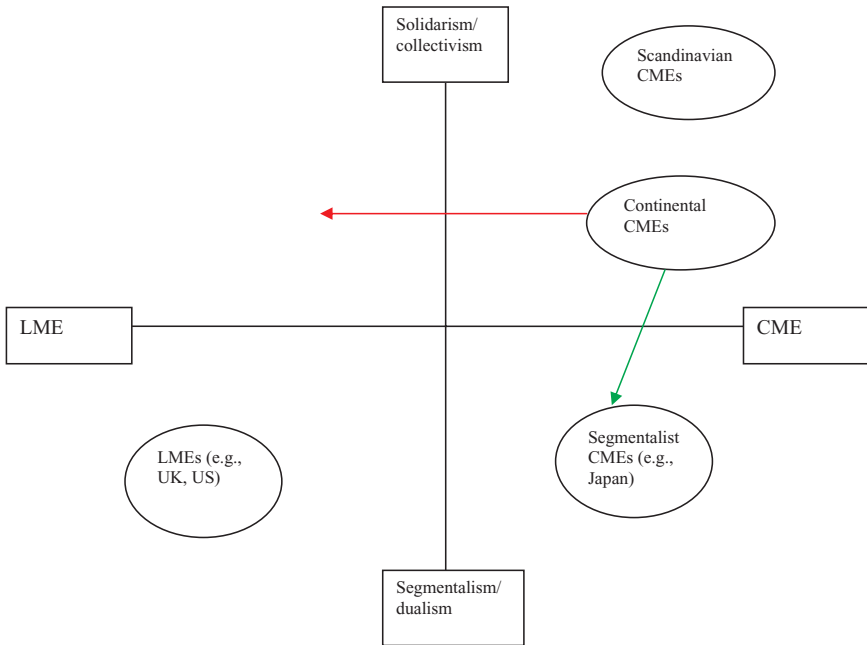 Solidarism/
collectivism
Scandinavian
CMEs
Continental
CMEs
LME
CME
LMEs (e.g.,
UK, US)
Segmentalist
CMEs (e.g.,
Japan)
Segmentalism/
dualism